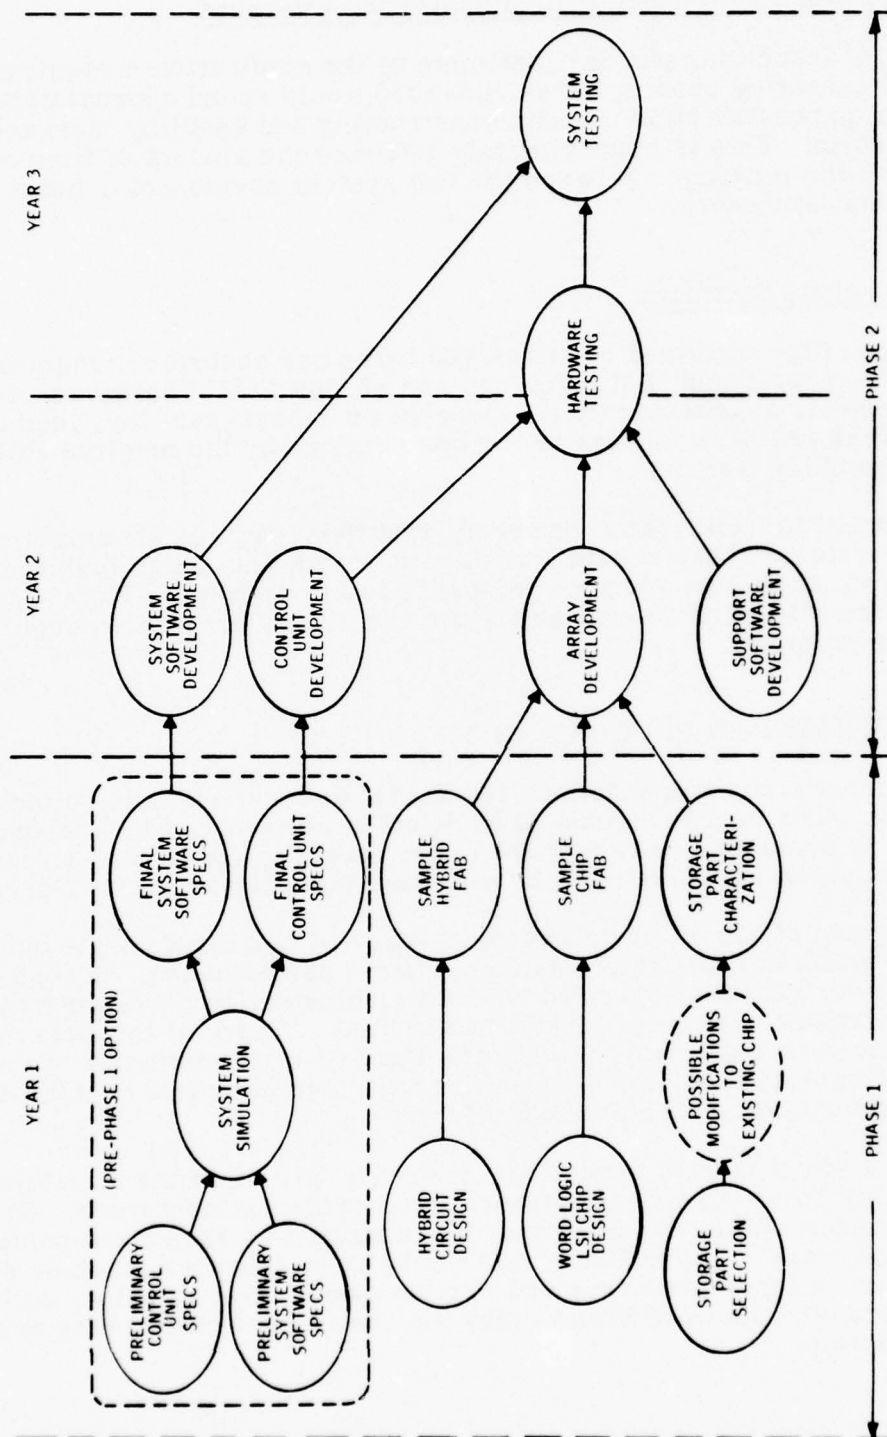 YEAR 1
YEAR 2
YEAR 3
(PRE-PHASE 1 OPTION)
PRELIMINARY
CONTROL
UNIT
SPECS
PRELIMINARY
SYSTEM
SOFTWARE
SPECS
SYSTEM
SIMULATION
FINAL
SYSTEM
SOFTWARE
SPECS
FINAL
CONTROL UNIT
SPECS
SYSTEM
SOFTWARE
DEVELOPMENT
CONTROL
UNIT
DEVELOPMENT
HYBRID
CIRCUIT
DESIGN
SAMPLE
HYBRID
FAB
WORD LOGIC
LSI CHIP
DESIGN
SAMPLE
CHIP
FAB
STORAGE
PART
SELECTION
POSSIBLE
MODIFICATIONS
TO
EXISTING CHIP
STORAGE
PART
CHARACTERI-
ZATION
ARRAY
DEVELOPMENT
SUPPORT
SOFTWARE
DEVELOPMENT
HARDWARE
TESTING
SYSTEM
TESTING
PHASE 1
PHASE 2